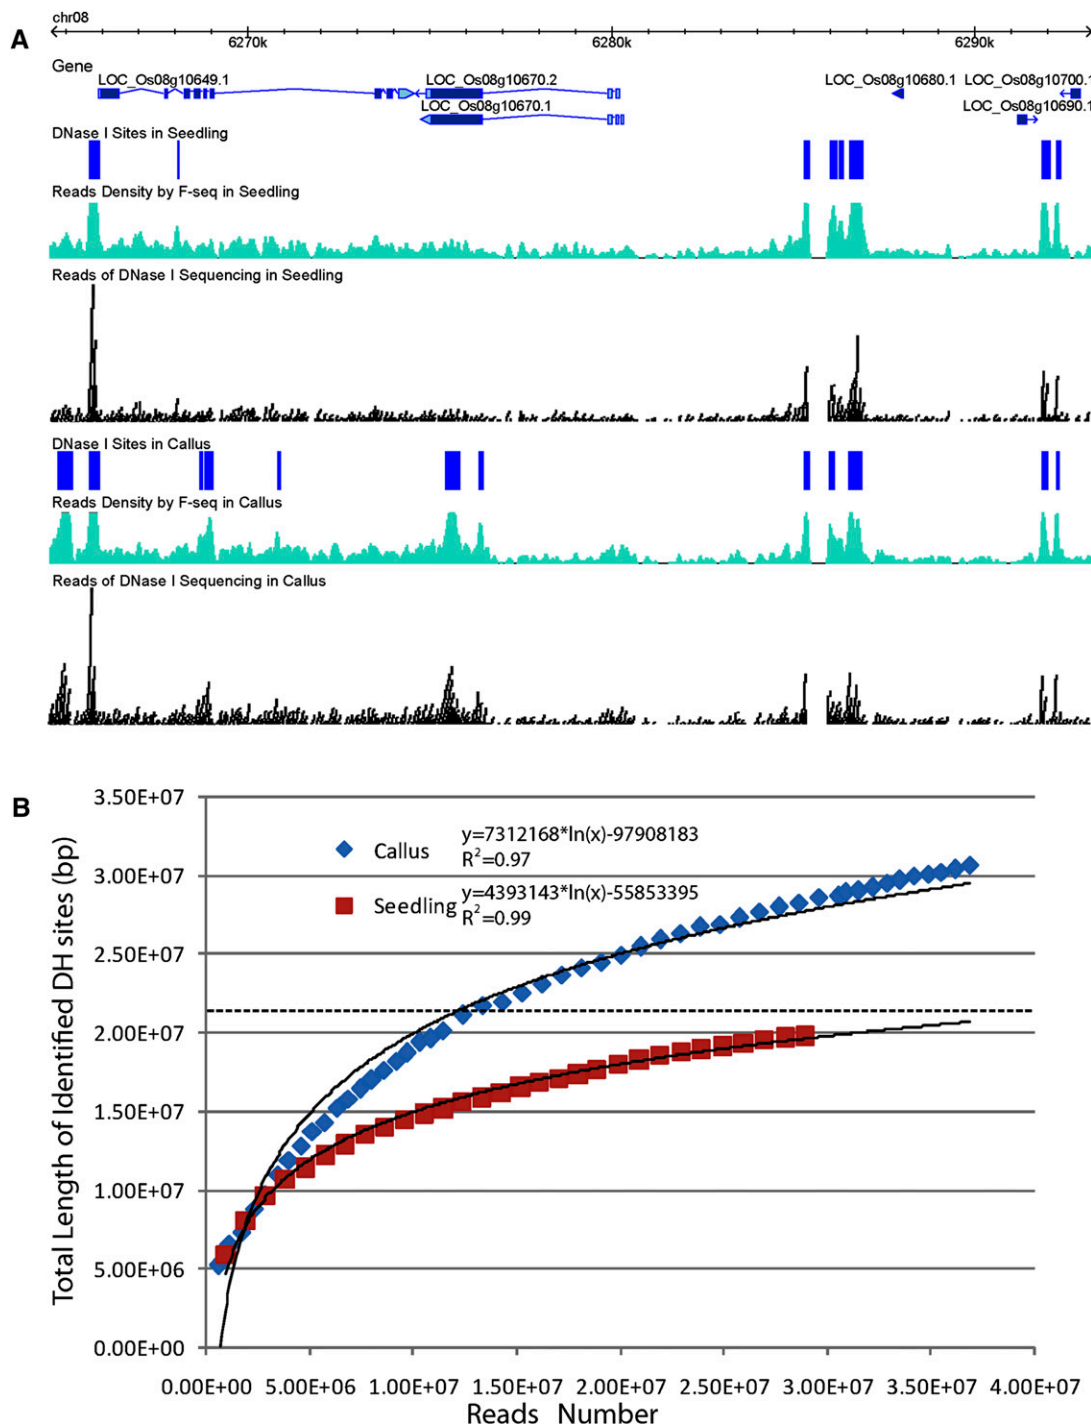 chr08
A
6270k 6280k 6290k
Gene
LOC_Os08g10649.1 LOC_Os08g10670.2 LOC_Os08g10680.1 LOC_Os08g10700.1
LOC_Os08g10670.1 LOC_Os08g10690.1
DNase I Sites in Seedling
Reads Density by F-seq in Seedling
Reads of DNase I Sequencing in Seedling
DNase I Sites in Callus
Reads Density by F-seq in Callus
Reads of DNase I Sequencing in Callus
B
Total Length of Identified DH sites (bp)
3.50E+07
3.00E+07
2.50E+07
2.00E+07
1.50E+07
1.00E+07
5.00E+06
0.00E+00
Callus
y=7312168*ln(x)-97908183
R²=0.97
Seedling
y=4393143*ln(x)-55853395
R²=0.99
0.00E+00 5.00E+06 1.00E+07 1.50E+07 2.00E+07 2.50E+07 3.00E+07 3.50E+07 4.00E+07
Reads Number